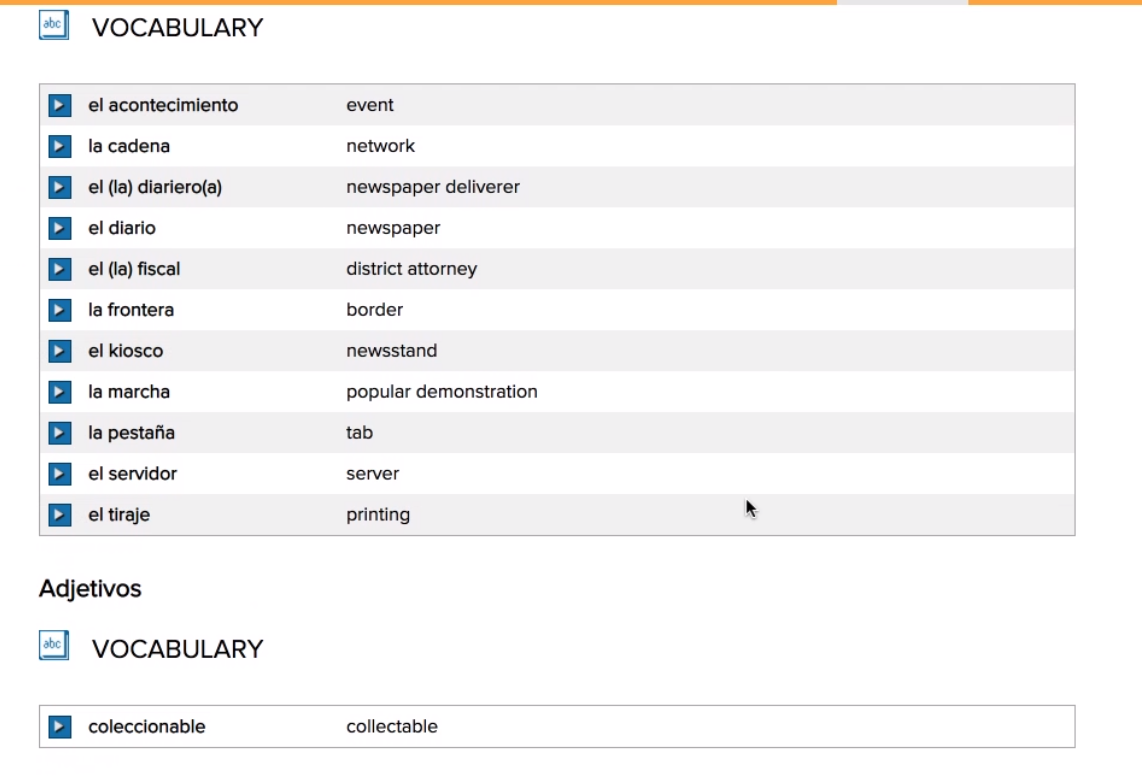 abc VOCABULARY
el acontecimiento event
la cadena network
el (la) diariero(a) newspaper deliverer
el diario newspaper
el (la) fiscal district attorney
la frontera border
el kiosco newsstand
la marcha popular demonstration
la pestaña tab
el servidor server
el tiraje printing
Adjetivos
abc VOCABULARY
coleccionable collectable